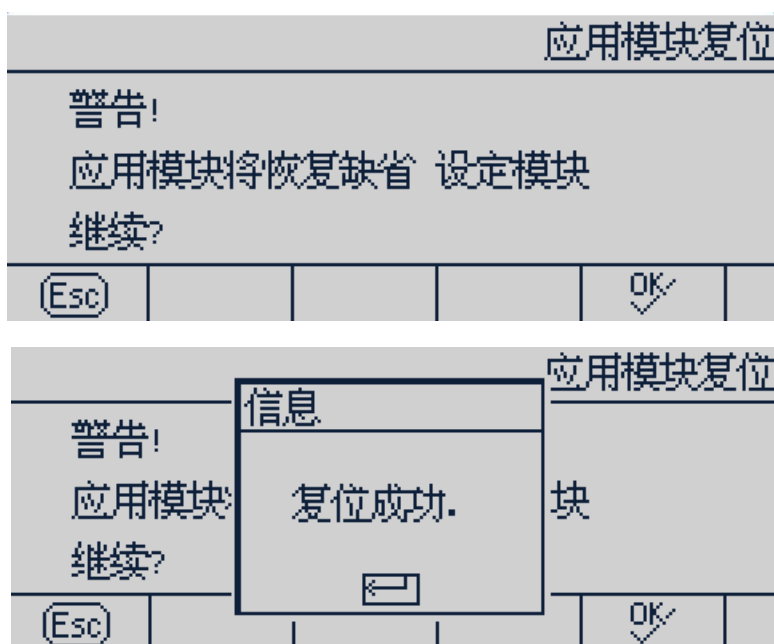 应用模块复位
警告!
应用模块将恢复缺省 设定模块
继续?
Esc OK
应用模块复位
信息
警告!
应用模块 复位成功. 块
继续?
Esc OK